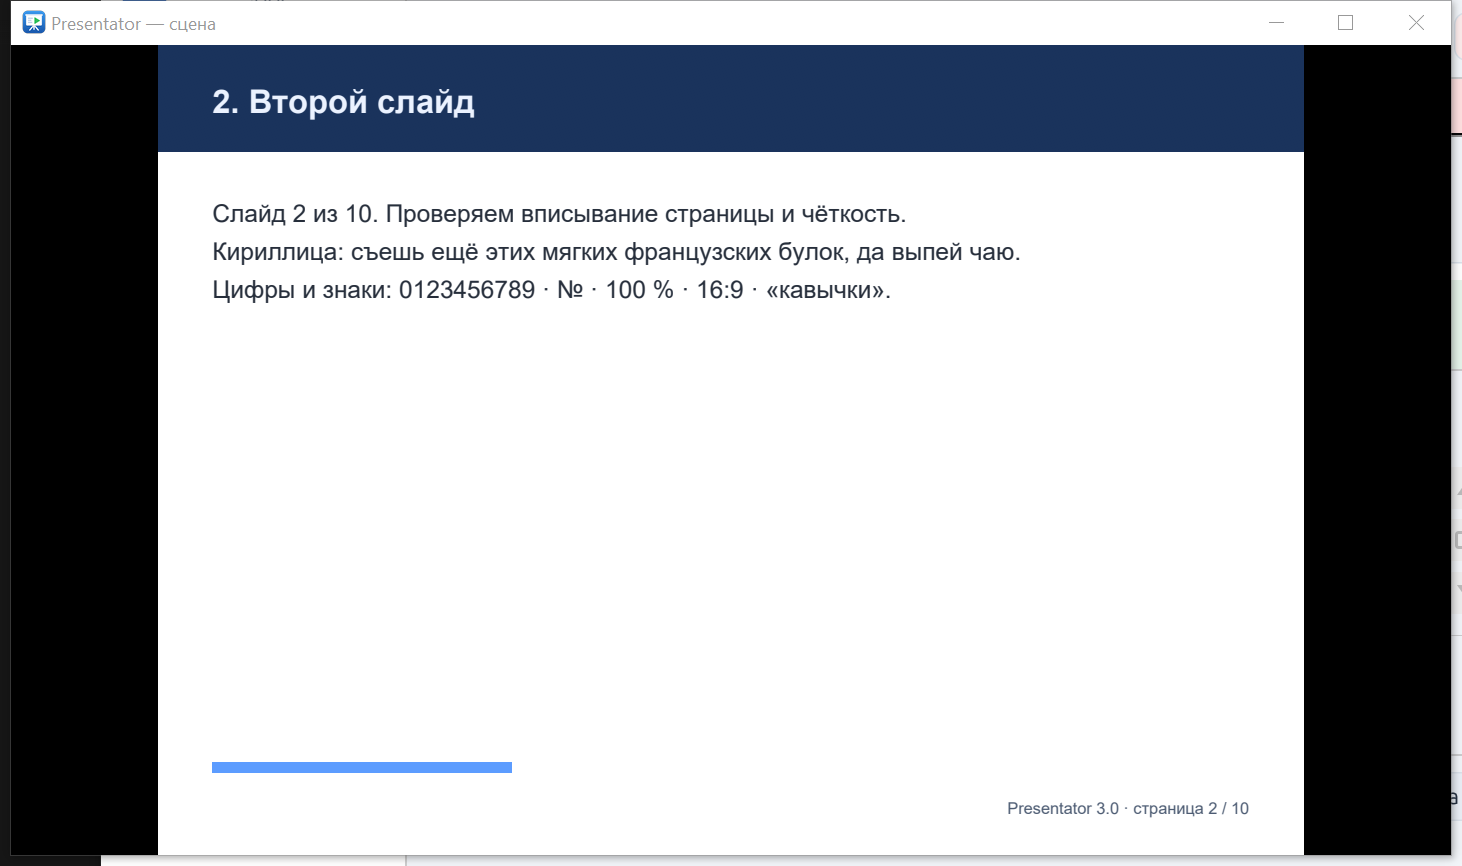 Presentator — сцена
2. Второй слайд
Слайд 2 из 10. Проверяем вписывание страницы и чёткость.
Кириллица: съешь ещё этих мягких французских булок, да выпей чаю.
Цифры и знаки: 0123456789 · № · 100 % · 16:9 · «кавычки».
Presentator 3.0 · страница 2 / 10